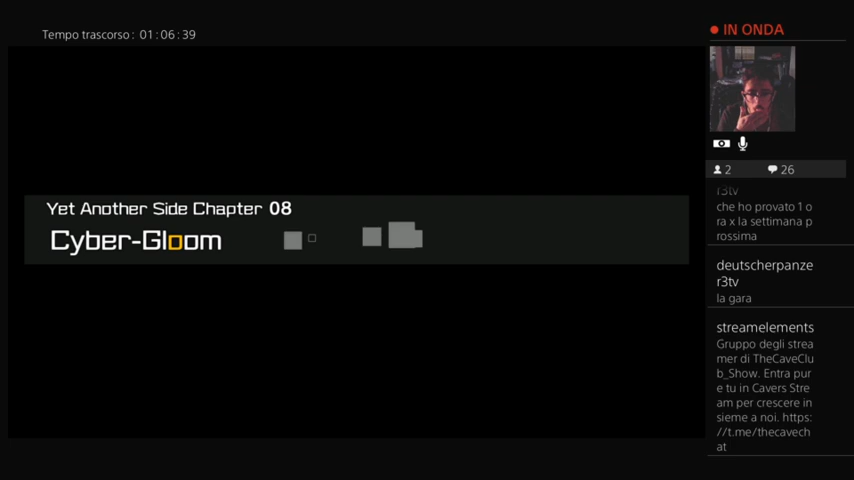 Tempo trascorso: 01:06:39
IN ONDA
2 26
Yet Another Side Chapter 08
Cyber-Gloom
r3tv
che ho provato 1 o
ra x la settimana p
rossima
deutscherpanze
r3tv
la gara
streamelements
Gruppo degli strea
mer di TheCaveClu
b_Show. Entra pur
e tu in Cavers Stre
am per crescere in
sieme a noi. https:
//t.me/thecavech
at